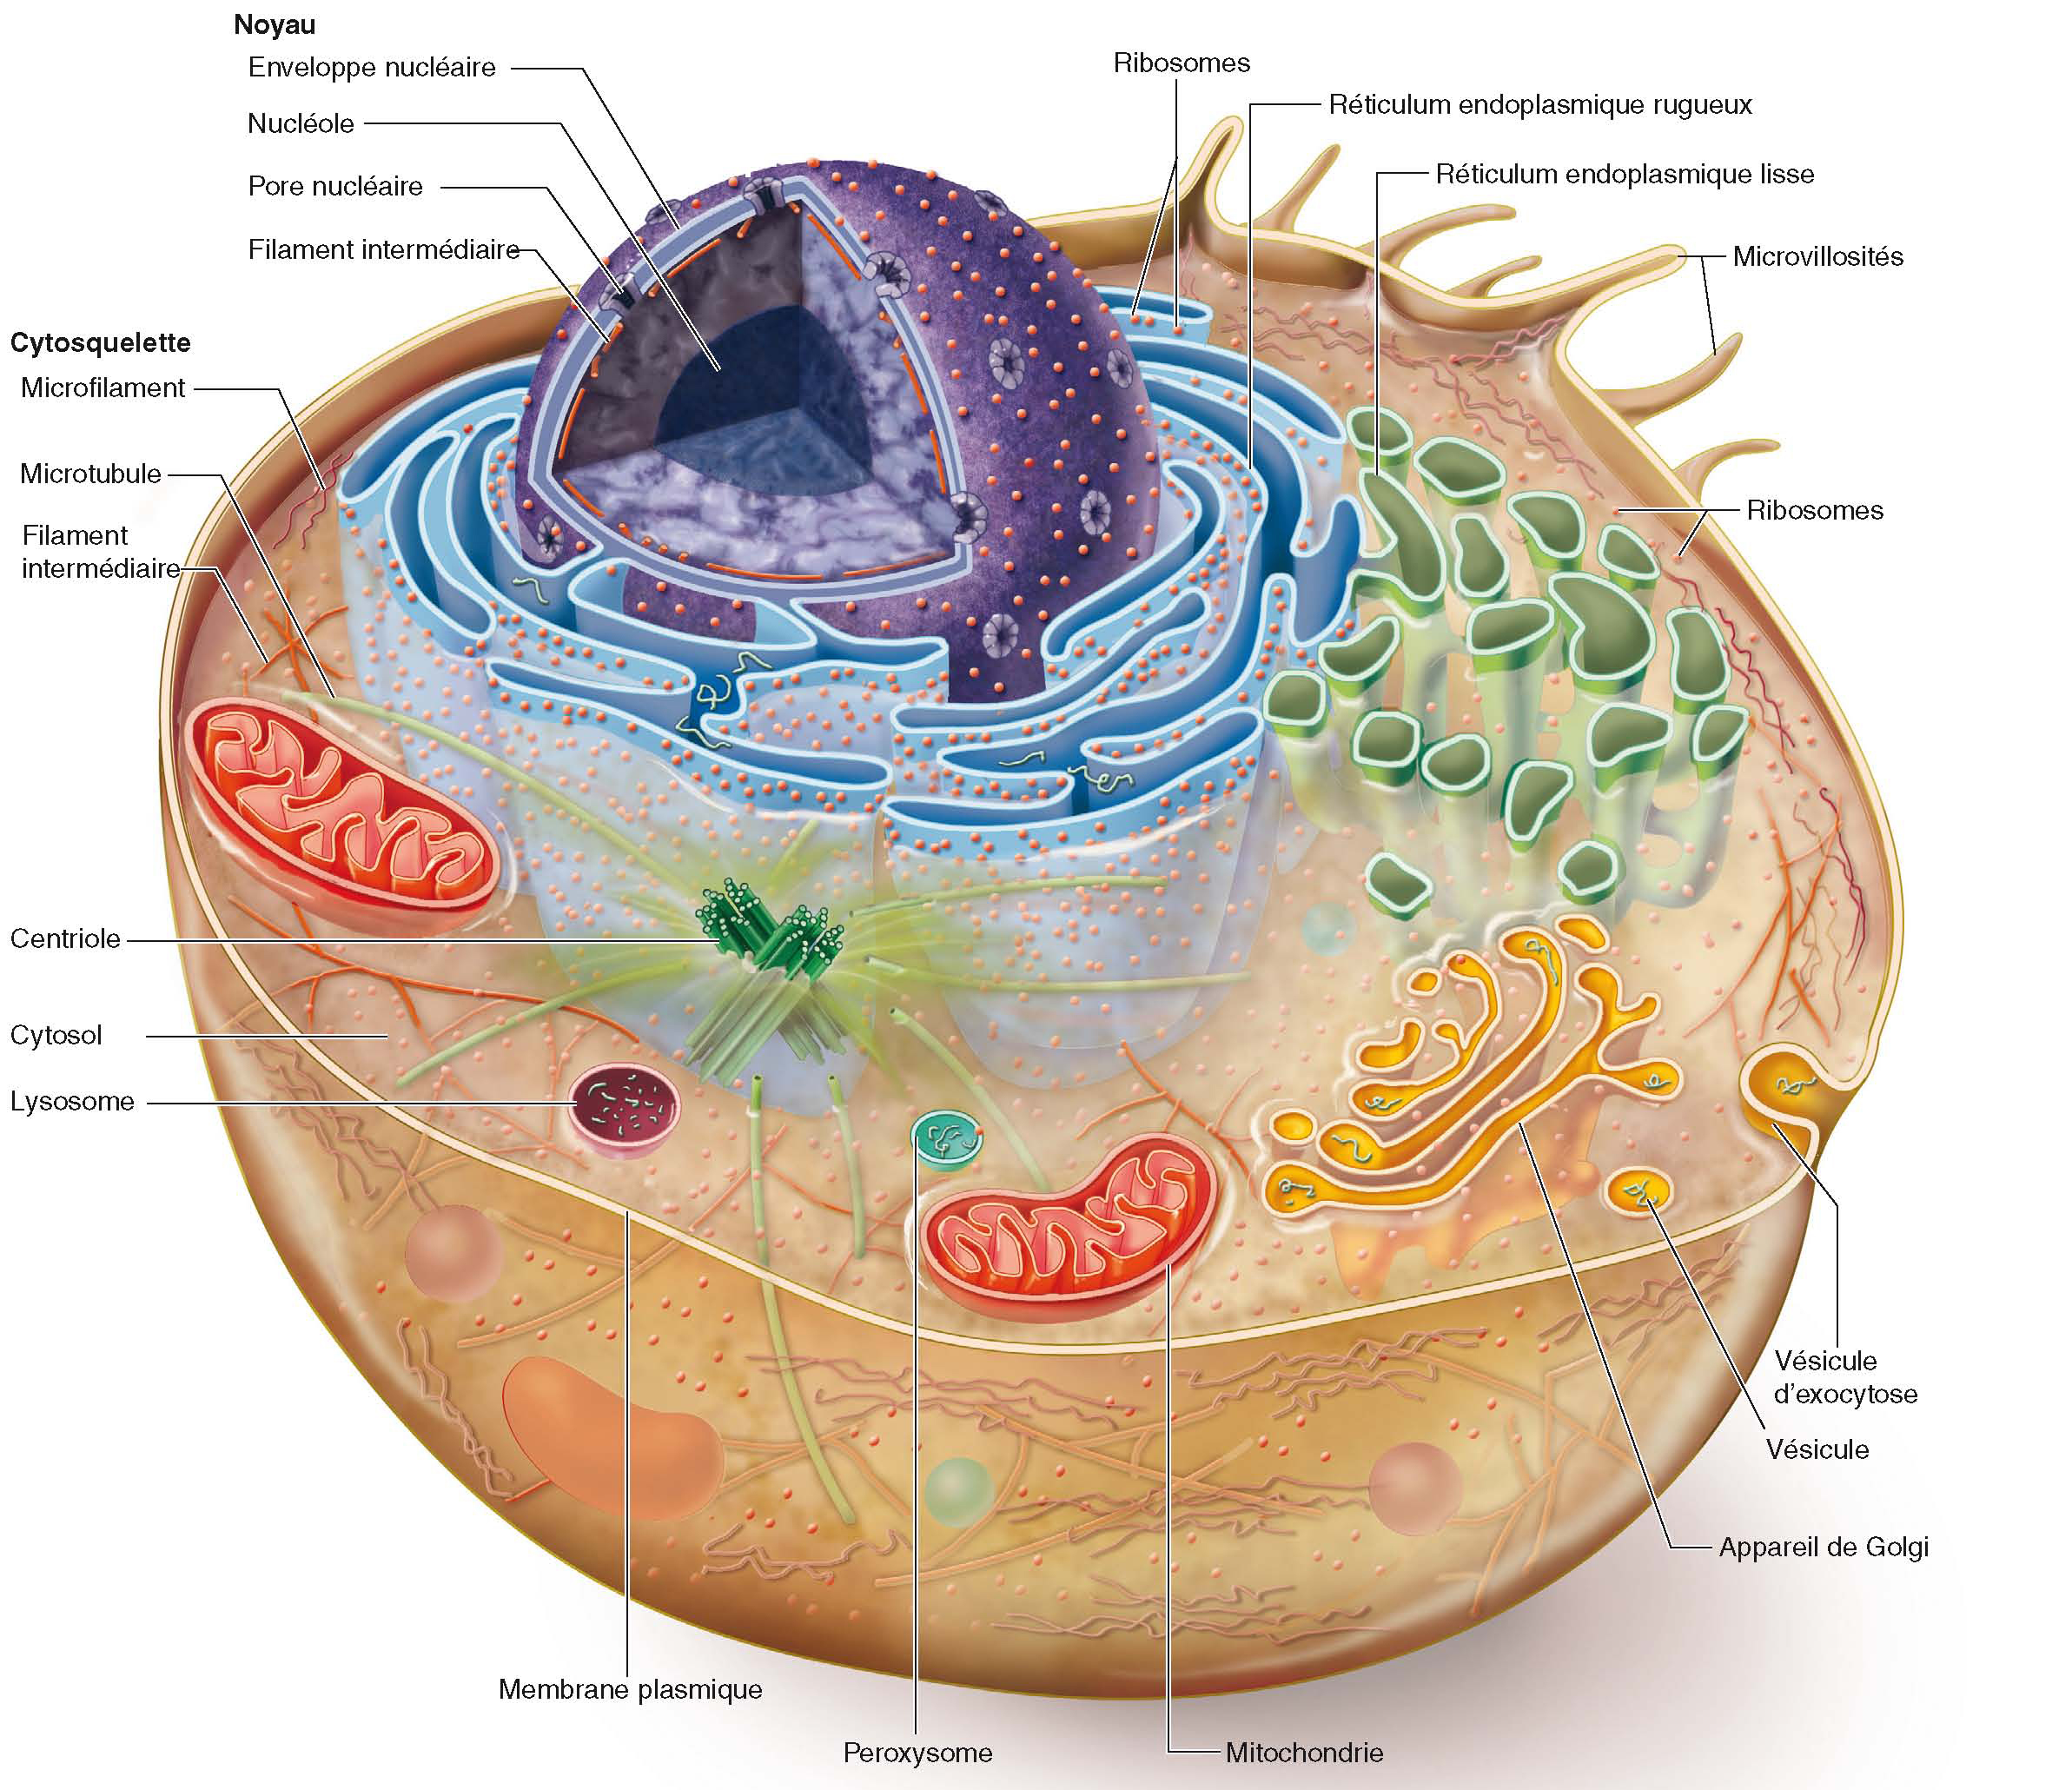 Noyau
Enveloppe nucléaire
Nucléole
Pore nucléaire
Filament intermédiaire
Ribosomes
Réticulum endoplasmique rugueux
Réticulum endoplasmique lisse
Microvillosités
Cytosquelette
Microfilament
Microtubule
Filament
intermédiaire
Ribosomes
Centriole
Cytosol
Lysosome
Vésicule
d'exocytose
Vésicule
Appareil de Golgi
Membrane plasmique
Peroxysome
Mitochondrie